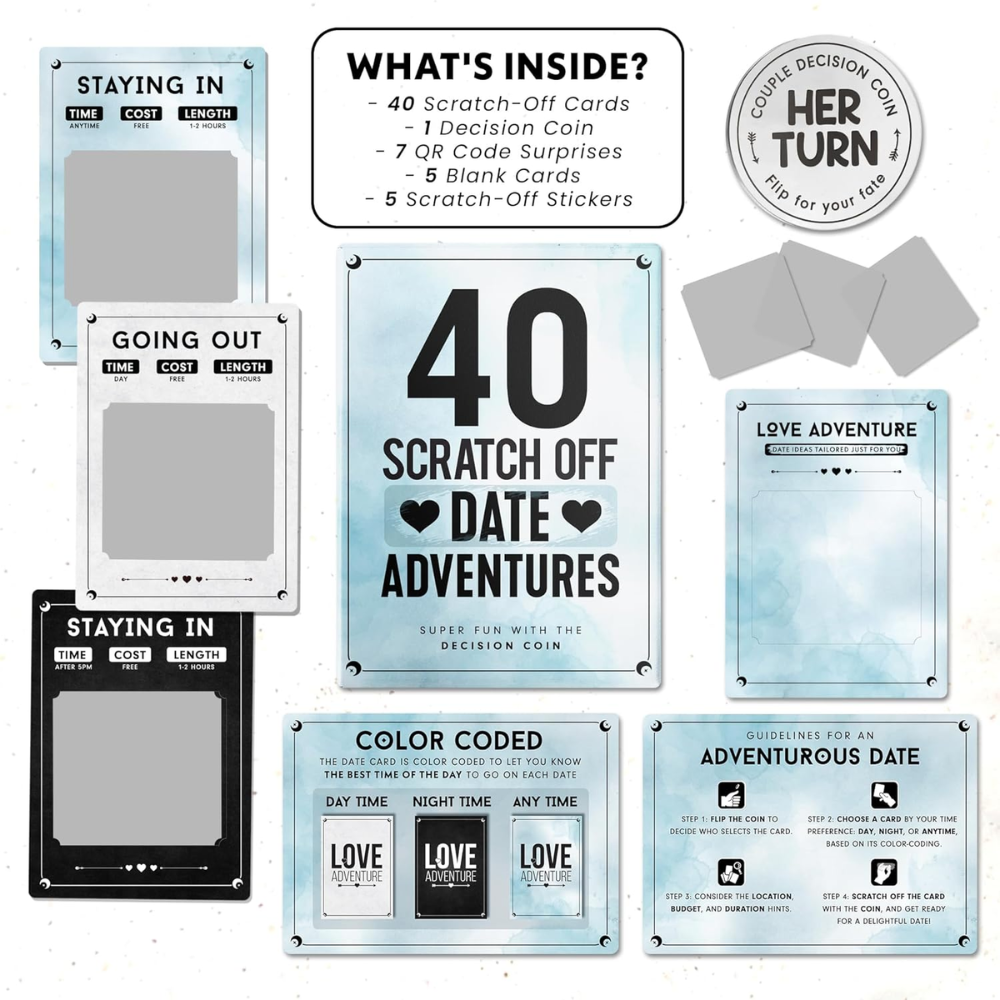 STAYING IN
TIME COST LENGTH
ANYTIME FREE 1-2 HOURS
GOING OUT
TIME COST LENGTH
DAY FREE 1-2 HOURS
STAYING IN
TIME COST LENGTH
AFTER 5PM FREE 1-2 HOURS
WHAT'S INSIDE?
- 40 Scratch-Off Cards
- 1 Decision Coin
- 7 QR Code Surprises
- 5 Blank Cards
- 5 Scratch-Off Stickers
COUPLE DECISION COIN
HER
TURN
Flip for your fate
40
SCRATCH OFF
DATE
ADVENTURES
SUPER FUN WITH THE
DECISION COIN
LOVE ADVENTURE
DATE IDEAS TAILORED JUST FOR YOU
COLOR CODED
THE DATE CARD IS COLOR CODED TO LET YOU KNOW
THE BEST TIME OF THE DAY TO GO ON EACH DATE
DAY TIME NIGHT TIME ANY TIME
LOVE LOVE LOVE
ADVENTURE ADVENTURE ADVENTURE
GUIDELINES FOR AN
ADVENTUROUS DATE
STEP 1: FLIP THE COIN TO
DECIDE WHO SELECTS THE CARD.
STEP 2: CHOOSE A CARD BY YOUR TIME
PREFERENCE: DAY, NIGHT, OR ANYTIME,
BASED ON ITS COLOR-CODING.
STEP 3: CONSIDER THE LOCATION,
BUDGET, AND DURATION HINTS.
STEP 4: SCRATCH OFF THE CARD
WITH THE COIN, AND GET READY
FOR A DELIGHTFUL DATE!